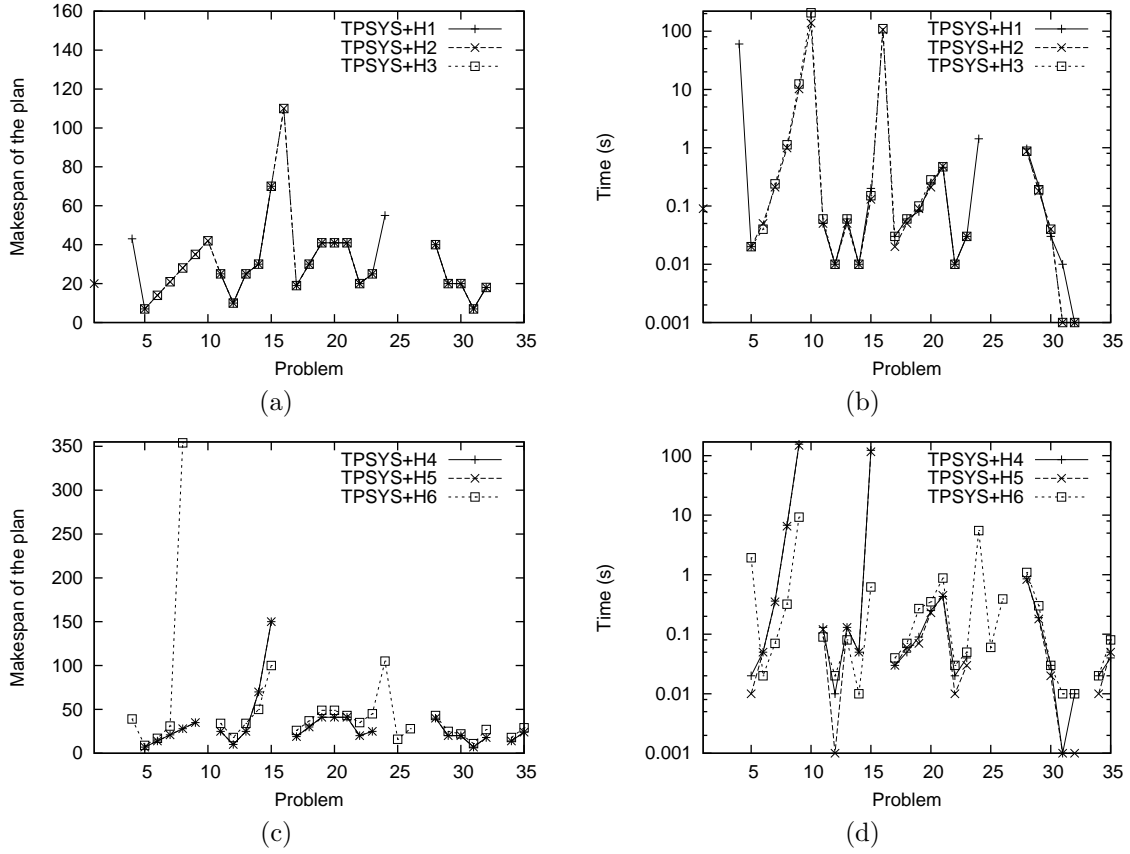 160
140
120
100
80
60
40
20
0
Makespan of the plan
TPSYS+H1
TPSYS+H2
TPSYS+H3
5 10 15 20 25 30 35
Problem
(a)
100
10
1
0.1
0.01
0.001
Time (s)
TPSYS+H1
TPSYS+H2
TPSYS+H3
5 10 15 20 25 30 35
Problem
(b)
350
300
250
200
150
100
50
0
Makespan of the plan
TPSYS+H4
TPSYS+H5
TPSYS+H6
5 10 15 20 25 30 35
Problem
(c)
100
10
1
0.1
0.01
0.001
Time (s)
TPSYS+H4
TPSYS+H5
TPSYS+H6
5 10 15 20 25 30 35
Problem
(d)